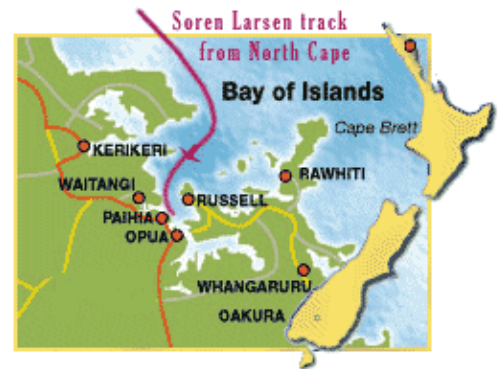 Soren Larsen track
from North Cape
Bay of Islands
Cape Brett
KERIKERI
RAWHITI
WAITANGI
RUSSELL
PAIHIA
OPUA
WHANGARURU
OAKURA